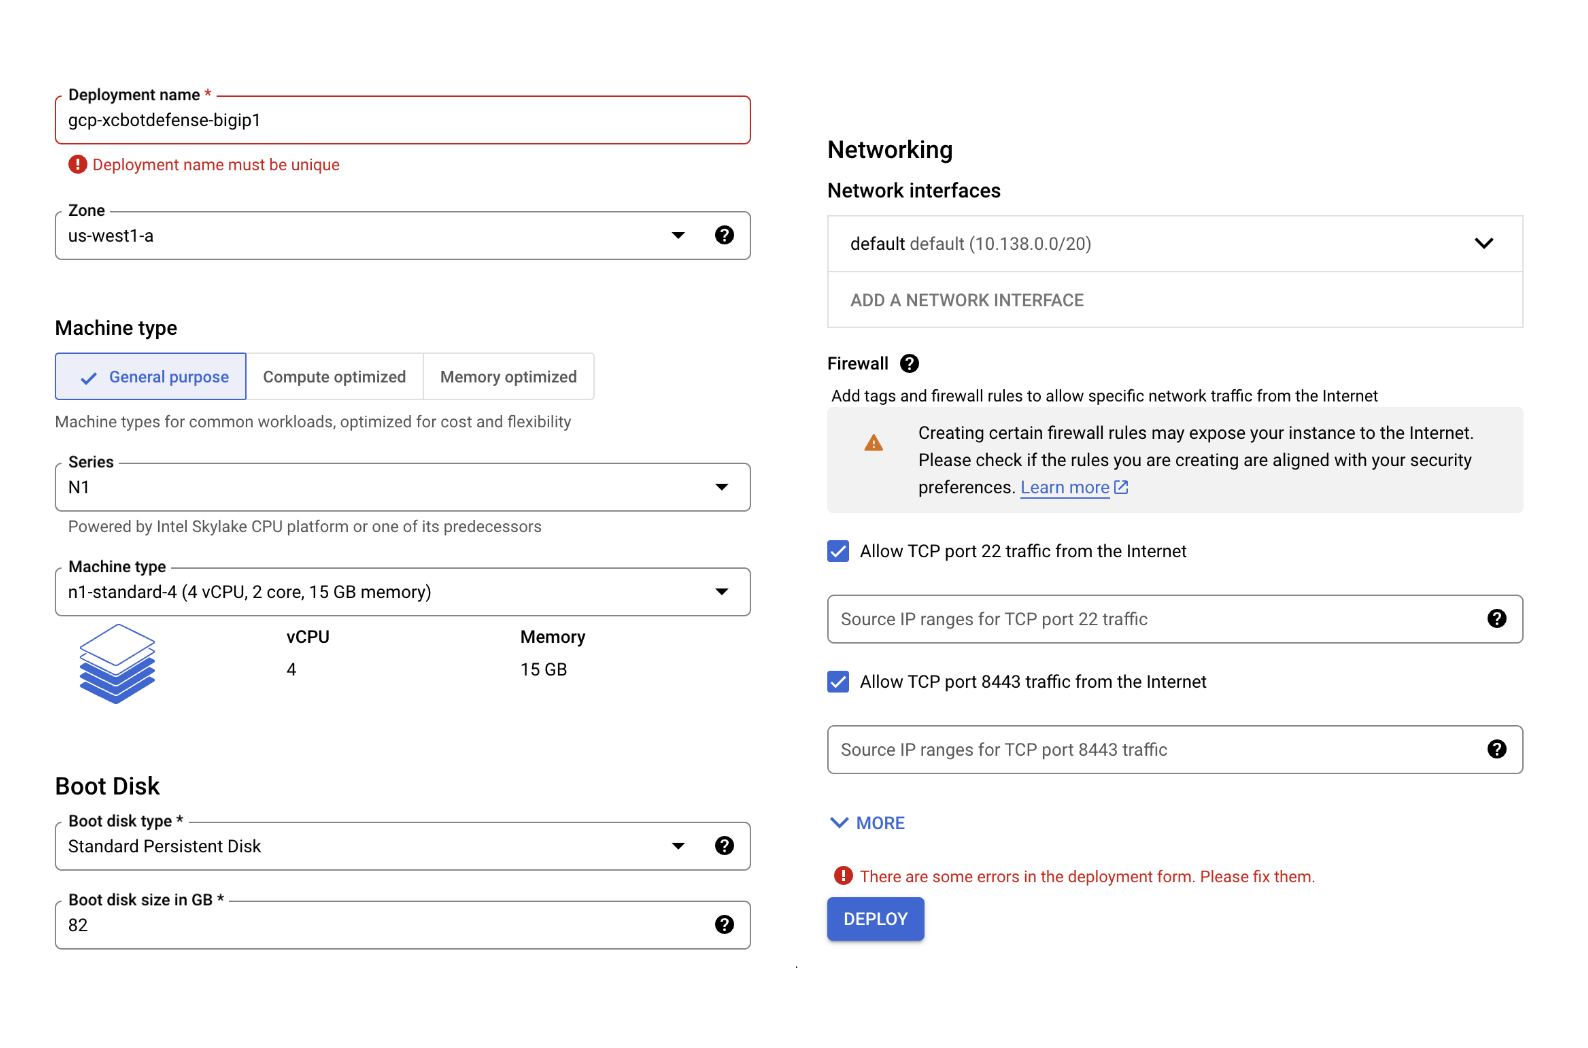 Deployment name *
gcp-xcbotdefense-bigip1
Deployment name must be unique
Zone
us-west1-a
Machine type
General purpose
Compute optimized
Memory optimized
Machine types for common workloads, optimized for cost and flexibility
Series
N1
Powered by Intel Skylake CPU platform or one of its predecessors
Machine type
n1-standard-4 (4 vCPU, 2 core, 15 GB memory)
vCPU
Memory
4
15 GB
Boot Disk
Boot disk type *
Standard Persistent Disk
Boot disk size in GB *
82
Networking
Network interfaces
default default (10.138.0.0/20)
ADD A NETWORK INTERFACE
Firewall
Add tags and firewall rules to allow specific network traffic from the Internet
Creating certain firewall rules may expose your instance to the Internet.
Please check if the rules you are creating are aligned with your security
preferences. Learn more
Allow TCP port 22 traffic from the Internet
Source IP ranges for TCP port 22 traffic
Allow TCP port 8443 traffic from the Internet
Source IP ranges for TCP port 8443 traffic
MORE
There are some errors in the deployment form. Please fix them.
DEPLOY